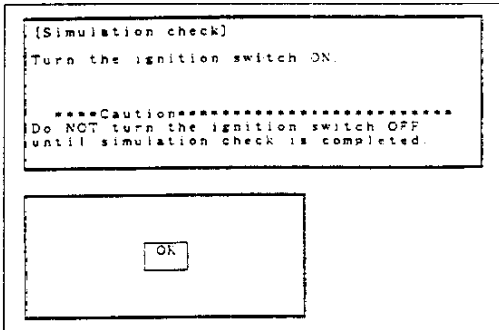 [Simulation check]
Turn the ignition switch ON.
****Caution*************************
Do NOT turn the ignition switch OFF
until simulation check is completed.
OK